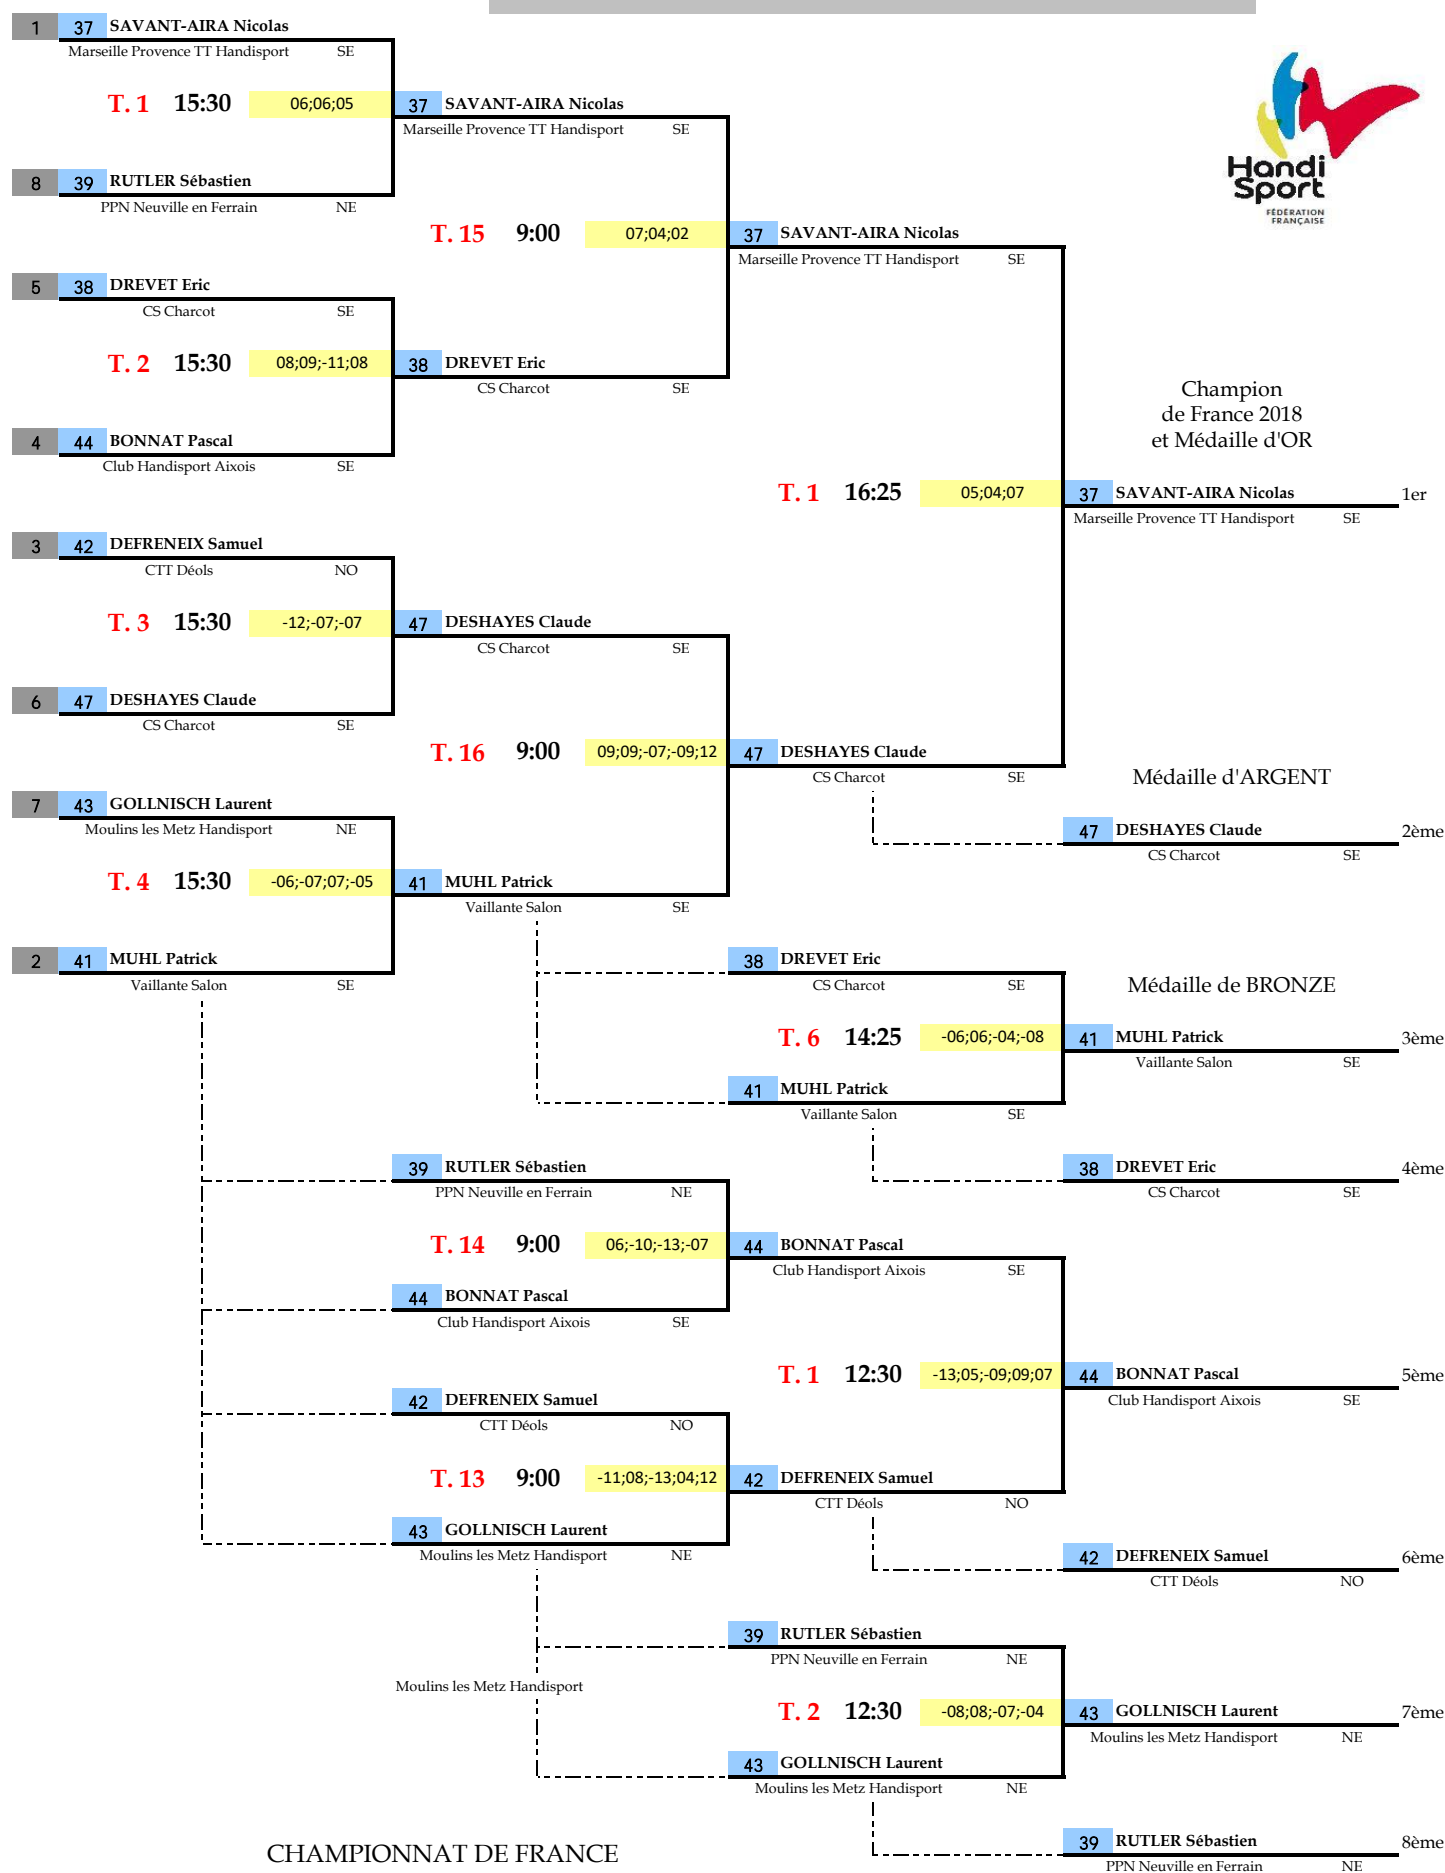 1 37 SAVANT-AIRA Nicolas
Marseille Provence TT Handisport SE
T. 1 15:30 06;06;05
37 SAVANT-AIRA Nicolas
Marseille Provence TT Handisport SE
8 39 RUTLER Sébastien
PPN Neuville en Ferrain NE
T. 15 9:00 07;04;02
37 SAVANT-AIRA Nicolas
Marseille Provence TT Handisport SE
Handi
Sport
FÉDÉRATION
FRANÇAISE
5 38 DREVET Eric
CS Charcot SE
T. 2 15:30 08;09;-11;08
38 DREVET Eric
CS Charcot SE
4 44 BONNAT Pascal
Club Handisport Aixois SE
Champion
de France 2018
et Médaille d'OR
T. 1 16:25 05;04;07
37 SAVANT-AIRA Nicolas 1er
Marseille Provence TT Handisport SE
3 42 DEFRENEIX Samuel
CTT Déols NO
T. 3 15:30 -12;-07;-07
47 DESHAYES Claude
CS Charcot SE
6 47 DESHAYES Claude
CS Charcot SE
T. 16 9:00 09;09;-07;-09;12
47 DESHAYES Claude
CS Charcot SE
Médaille d'ARGENT
47 DESHAYES Claude 2ème
CS Charcot SE
7 43 GOLLNISCH Laurent
Moulins les Metz Handisport NE
T. 4 15:30 -06;-07;07;-05
41 MUHL Patrick
Vaillante Salon SE
2 41 MUHL Patrick
Vaillante Salon SE
38 DREVET Eric
CS Charcot SE
Médaille de BRONZE
T. 6 14:25 -06;06;-04;-08
41 MUHL Patrick 3ème
Vaillante Salon SE
41 MUHL Patrick
Vaillante Salon SE
38 DREVET Eric 4ème
CS Charcot SE
39 RUTLER Sébastien
PPN Neuville en Ferrain NE
T. 14 9:00 06;-10;-13;-07
44 BONNAT Pascal
Club Handisport Aixois SE
44 BONNAT Pascal
Club Handisport Aixois SE
T. 1 12:30 -13;05;-09;09;07
44 BONNAT Pascal 5ème
Club Handisport Aixois SE
42 DEFRENEIX Samuel
CTT Déols NO
T. 13 9:00 -11;08;-13;04;12
42 DEFRENEIX Samuel
CTT Déols NO
43 GOLLNISCH Laurent
Moulins les Metz Handisport NE
42 DEFRENEIX Samuel 6ème
CTT Déols NO
39 RUTLER Sébastien
PPN Neuville en Ferrain NE
Moulins les Metz Handisport
T. 2 12:30 -08;08;-07;-04
43 GOLLNISCH Laurent 7ème
Moulins les Metz Handisport NE
43 GOLLNISCH Laurent
Moulins les Metz Handisport NE
39 RUTLER Sébastien 8ème
PPN Neuville en Ferrain NE
CHAMPIONNAT DE FRANCE